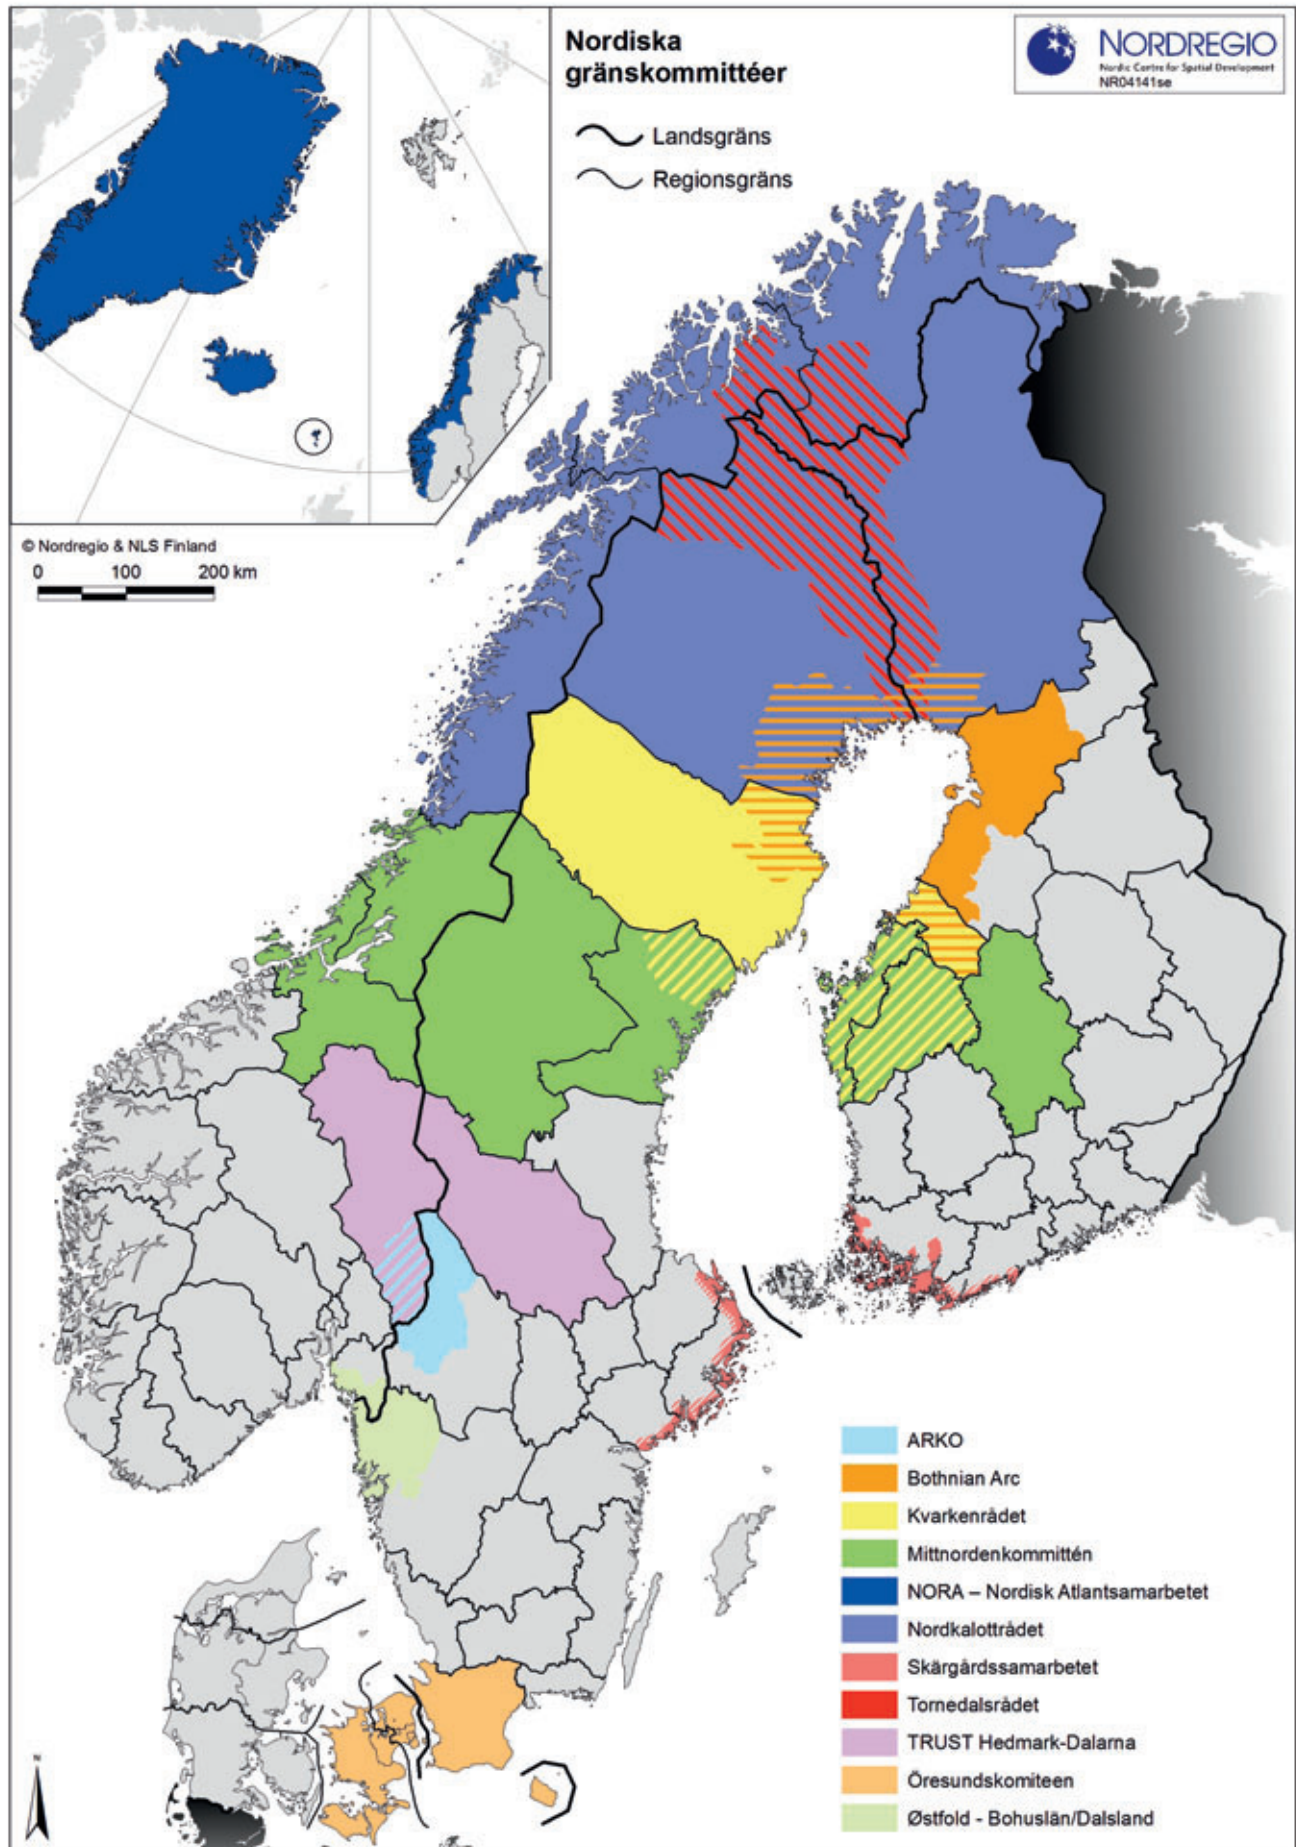 Nordiska
gränskommittéer
Landsgräns
Regionsgräns
NORDREGIO
Nordic Centre for Spatial Development
NR04141se
© Nordregio & NLS Finland
0 100 200 km
ARKO
Bothnian Arc
Kvarkenrådet
Mittnordenkommittén
NORA – Nordisk Atlantsamarbetet
Nordkalottrådet
Skärgårdssamarbetet
Tornedalsrådet
TRUST Hedmark-Dalarna
Öresundskomiteen
Østfold - Bohuslän/Dalsland
N